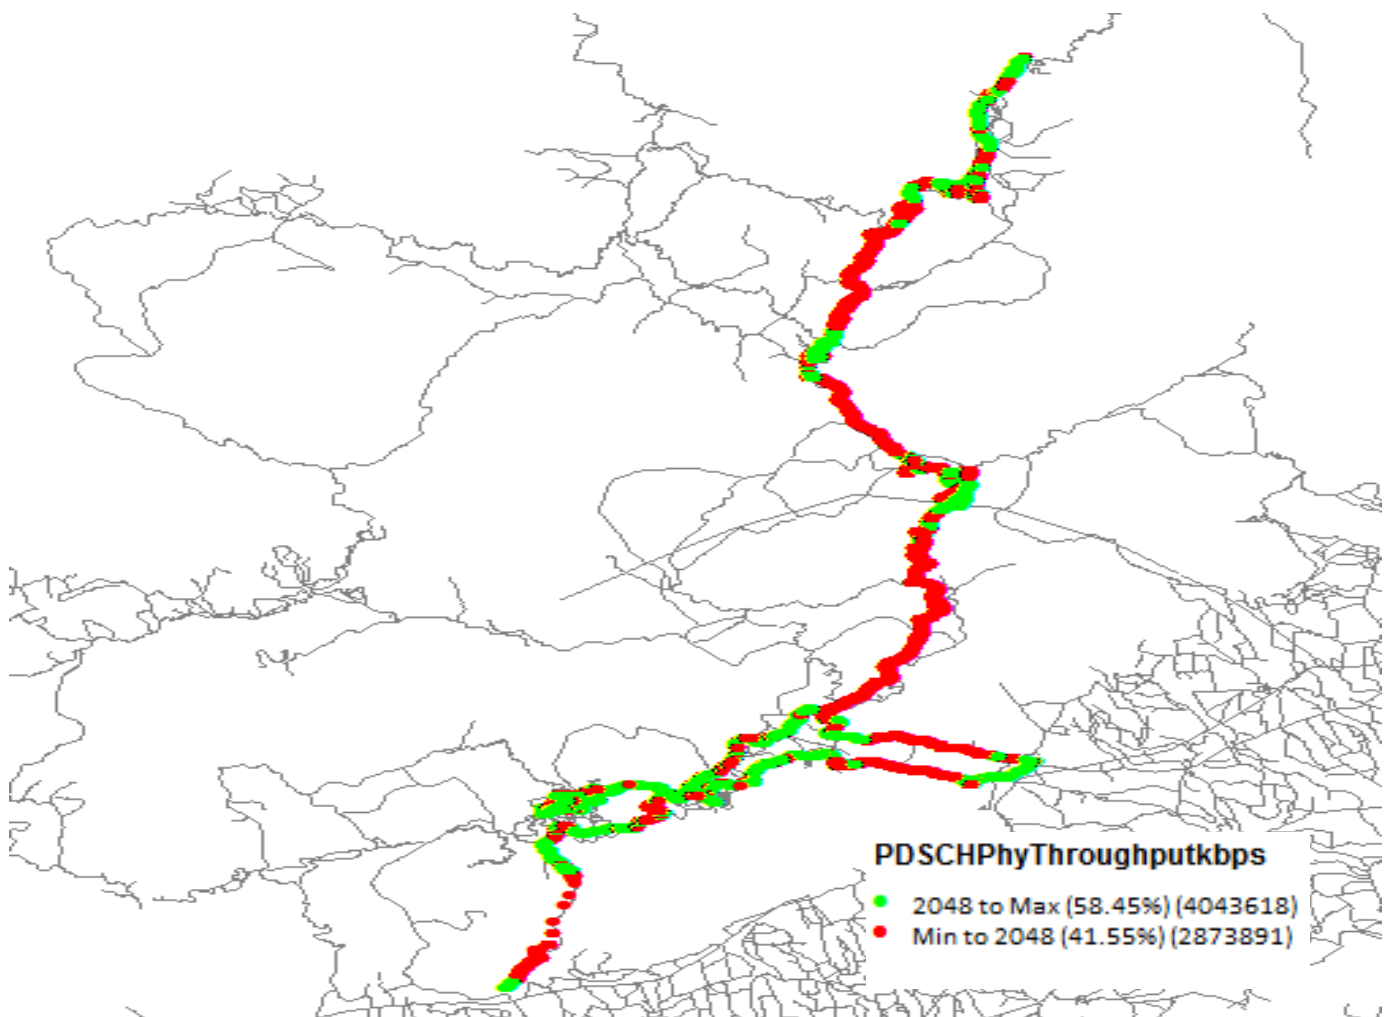 PDSCHPhyThroughputkbps
2048 to Max (58.45%) (4043618)
Min to 2048 (41.55%) (2873891)